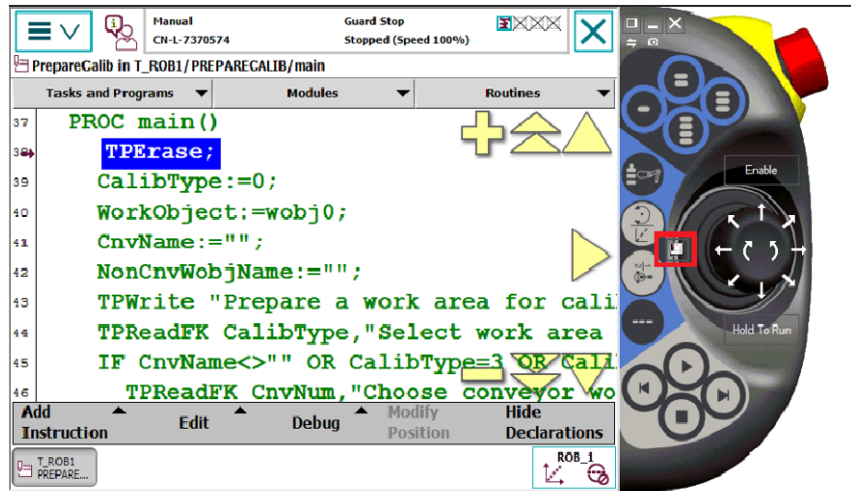 Manual
CN-L-7370574
Guard Stop
Stopped (Speed 100%)
PrepareCalib in T_ROB1/PREPARECALIB/main
Tasks and Programs
Modules
Routines
37 PROC main()
38 TPErase;
39 CalibType:=0;
40 WorkObject:=wobj0;
41 CnvName:="";
42 NonCnvWobjName:="";
43 TPWrite "Prepare a work area for cali
44 TPReadFK CalibType,"Select work area
45 IF CnvName<>"" OR CalibType=3 OR Cali
46 TPReadFK CnvNum,"Choose conveyor wo
Add Instruction
Edit
Debug
Modify Position
Hide Declarations
T_ROB1
PREPARE...
ROB_1
Enable
Hold To Run